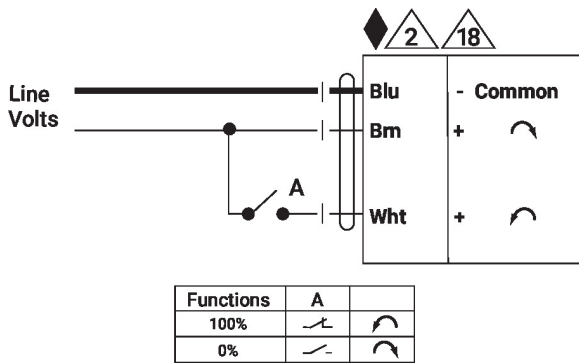 2 18
Line
Volts
Blu - Common
Brn +
A
Wht +
Functions A
100%
0%